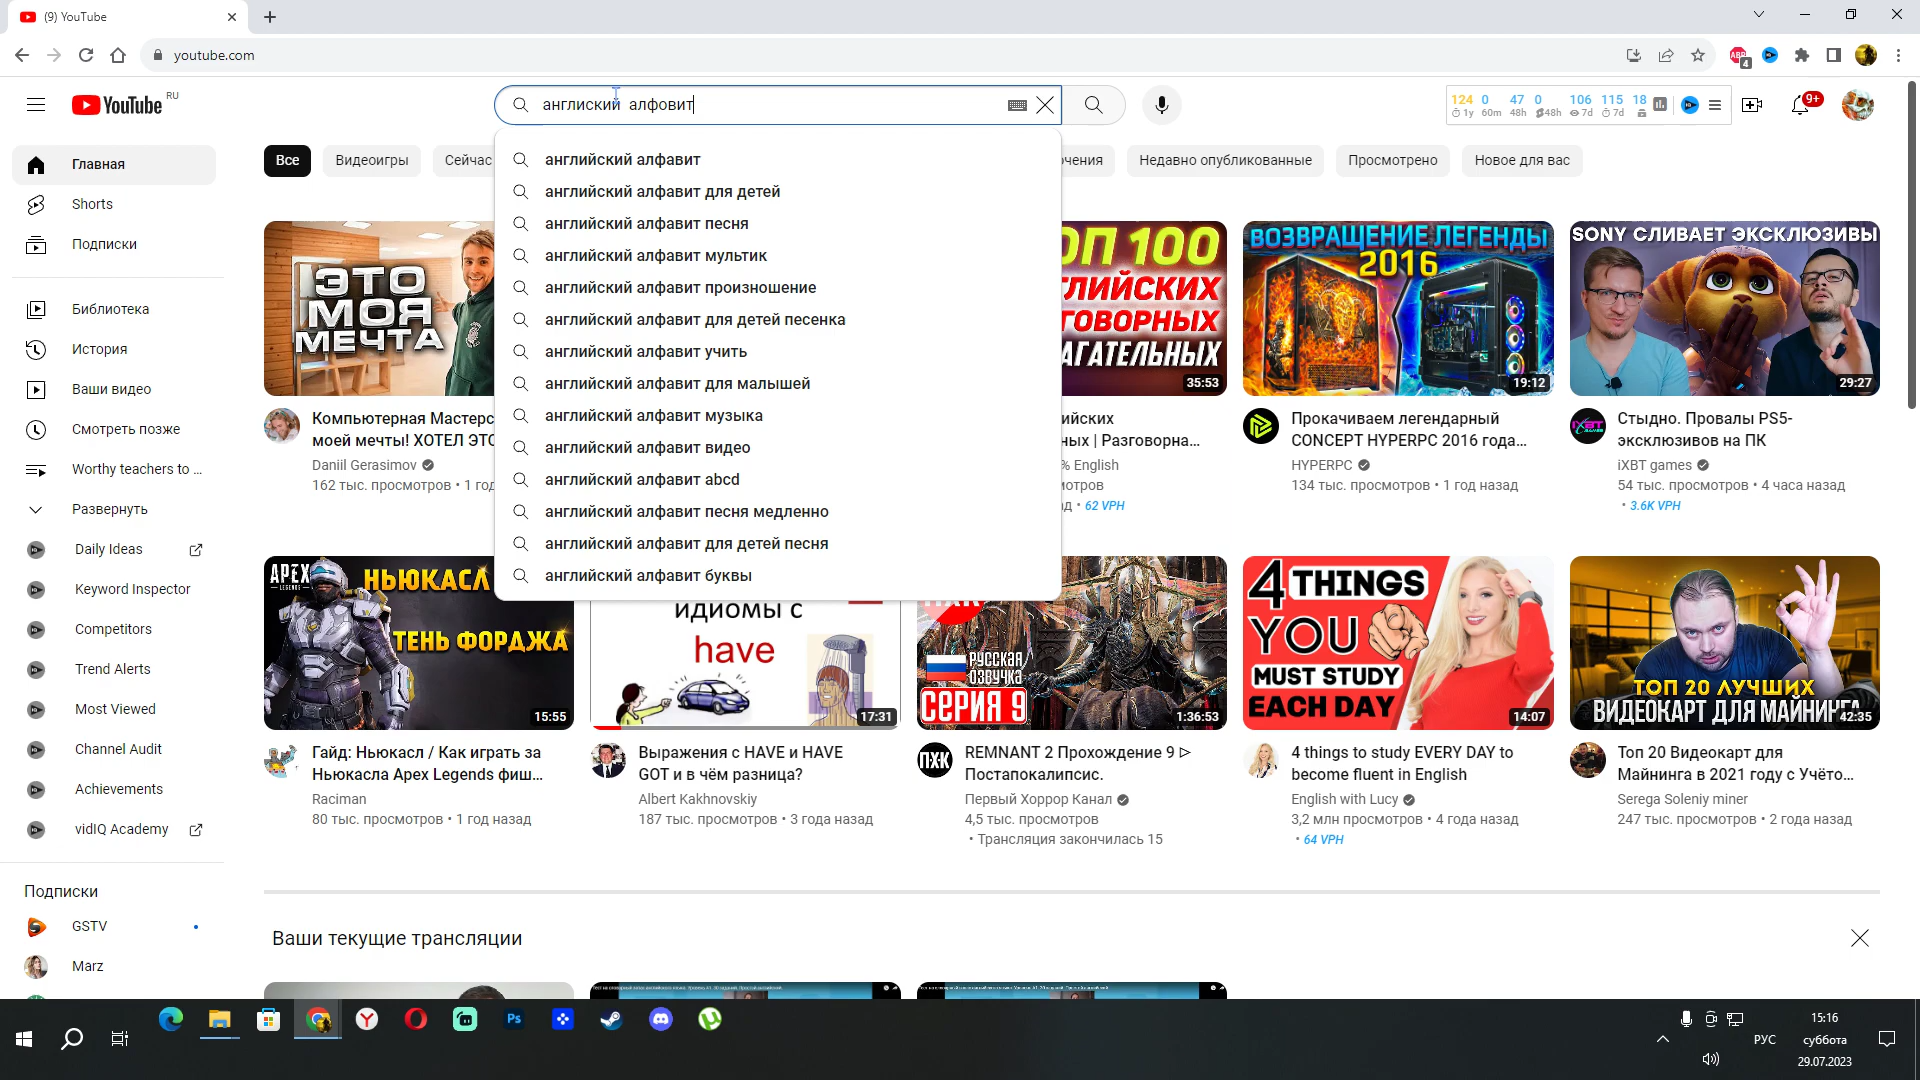 (9) YouTube
youtube.com
ABP
4
YouTube RU
англиский  алфовит
124 0 47 0 106 115 18
1y 60m 48h 48h 7d 7d
9+
Главная
Shorts
Подписки
Библиотека
История
Ваши видео
Смотреть позже
Worthy teachers to ...
Развернуть
Daily Ideas
Keyword Inspector
Competitors
Trend Alerts
Most Viewed
Channel Audit
Achievements
vidIQ Academy
Подписки
GSTV
Marz
Все
Видеоигры
Сейчас
чения
Недавно опубликованные
Просмотрено
Новое для вас
английский алфавит
английский алфавит для детей
английский алфавит песня
английский алфавит мультик
английский алфавит произношение
английский алфавит для детей песенка
английский алфавит учить
английский алфавит для малышей
английский алфавит музыка
английский алфавит видео
английский алфавит abcd
английский алфавит песня медленно
английский алфавит для детей песня
английский алфавит буквы
ЭТО
МОЯ
МЕЧТА
Компьютерная Мастерс
моей мечты! ХОТЕЛ ЭТО
Daniil Gerasimov
162 тыс. просмотров • 1 год
ОП 100
ГЛИЙСКИХ
ГОВОРНЫХ
АГАТЕЛЬНЫХ
35:53
ийских
ных | Разговорна...
% English
мотров
ад • 62 VPH
ВОЗВРАЩЕНИЕ ЛЕГЕНДЫ
2016
19:12
Прокачиваем легендарный
CONCEPT HYPERPC 2016 года...
HYPERPC
134 тыс. просмотров • 1 год назад
SONY СЛИВАЕТ ЭКСКЛЮЗИВЫ
29:27
iXBT
GAMES
Стыдно. Провалы PS5-
эксклюзивов на ПК
iXBT games
54 тыс. просмотров • 4 часа назад
• 3.6K VPH
APEX
LEGENDS
НЬЮКАСЛ
ТЕНЬ ФОРДЖА
15:55
Гайд: Ньюкасл / Как играть за
Ньюкасла Apex Legends фиш...
Raciman
80 тыс. просмотров • 1 год назад
идиомы с
have
17:31
Выражения с HAVE и HAVE
GOT и в чём разница?
Albert Kakhnovskiy
187 тыс. просмотров • 3 года назад
ПХК
РУССКАЯ
ОЗВУЧКА
СЕРИЯ 9
1:36:53
ПХК
REMNANT 2 Прохождение 9 ▷
Постапокалипсис.
Первый Хоррор Канал
4,5 тыс. просмотров
• Трансляция закончилась 15
4 THINGS
YOU
MUST STUDY
EACH DAY
14:07
4 things to study EVERY DAY to
become fluent in English
English with Lucy
3,2 млн просмотров • 4 года назад
• 64 VPH
ТОП 20 ЛУЧШИХ
ВИДЕОКАРТ ДЛЯ МАЙНИНГА
42:35
Топ 20 Видеокарт для
Майнинга в 2021 году с Учёто...
Serega Soleniy miner
247 тыс. просмотров • 2 года назад
Ваши текущие трансляции
Ps
РУС
15:16
суббота
29.07.2023